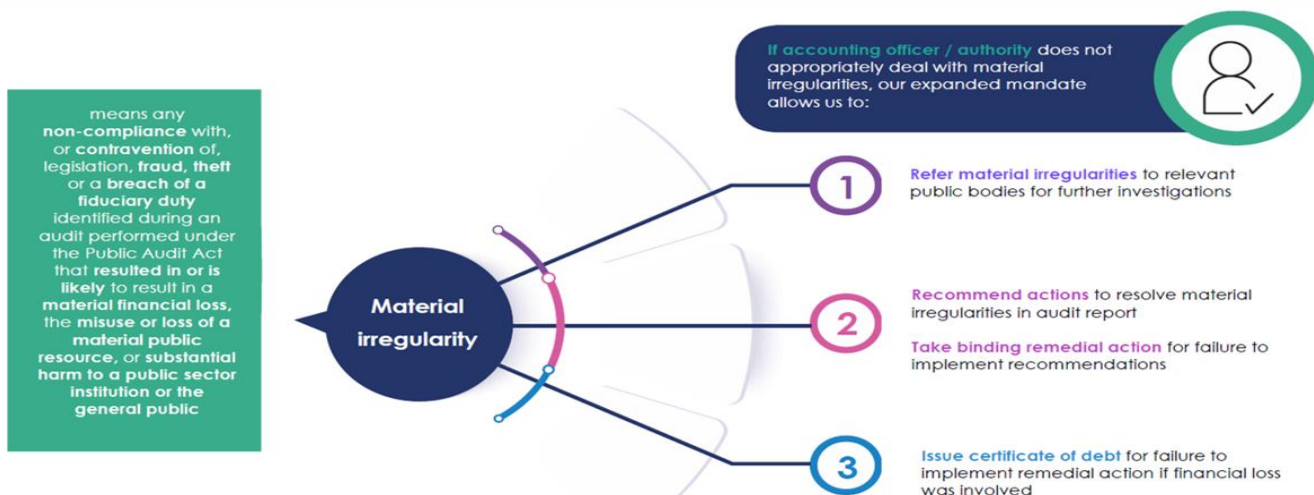 means any
non-compliance with,
or contravention of,
legislation, fraud, theft
or a breach of a
fiduciary duty
identified during an
audit performed under
the Public Audit Act
that resulted in or is
likely to result in a
material financial loss,
the misuse or loss of a
material public
resource, or substantial
harm to a public sector
institution or the
general public
Material
irregularity
If accounting officer / authority does not
appropriately deal with material
irregularities, our expanded mandate
allows us to:
1
Refer material irregularities to relevant
public bodies for further investigations
2
Recommend actions to resolve material
irregularities in audit report
Take binding remedial action for failure to
implement recommendations
3
Issue certificate of debt for failure to
implement remedial action if financial loss
was involved